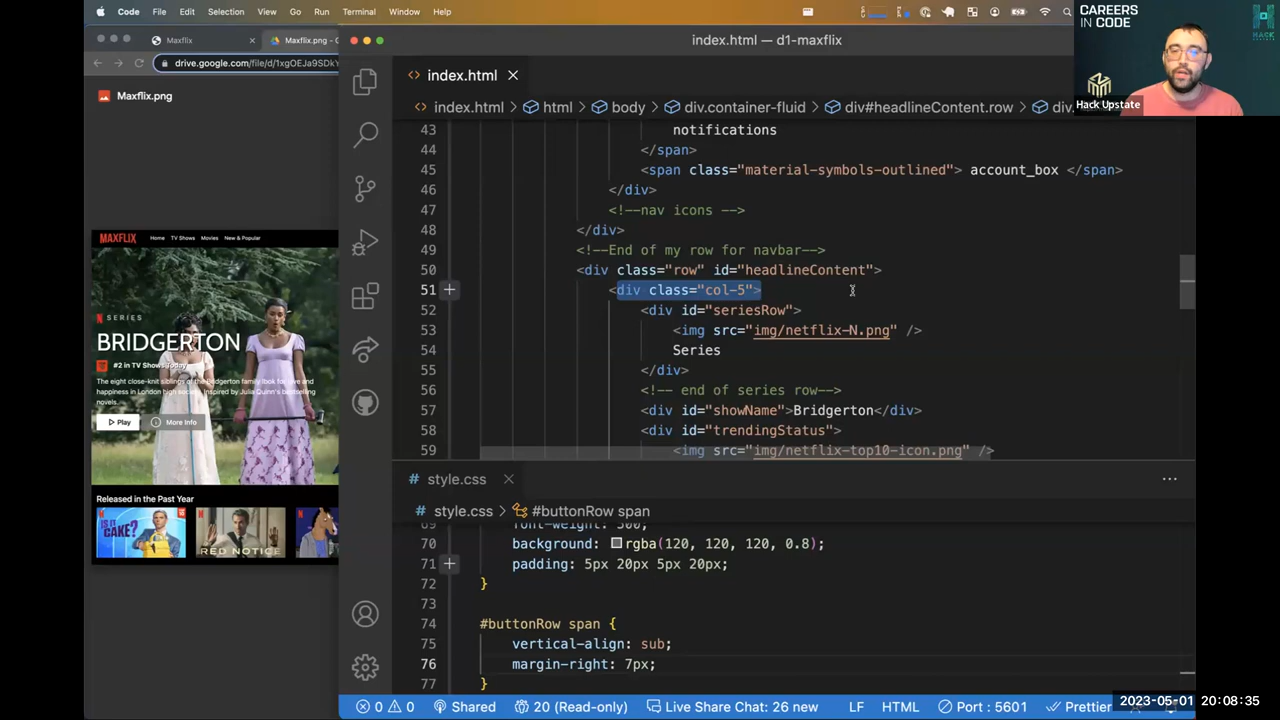 Code File Edit Selection View Go Run Terminal Window Help
CAREERS
IN CODE
HACK
Hack Upstate
Maxflix
Maxflix.png - G
drive.google.com/file/d/1xgOEJa9SDkY
Maxflix.png
MAXFLIX Home TV Shows Movies New & Popular
SERIES
BRIDGERTON
#2 in TV Shows Today
The eight close-knit siblings of the Bridgerton family look for love and
happiness in London high society. Inspired by Julia Quinn's bestselling
novels.
Play More Info
Released in the Past Year
IS IT CAKE?
RED NOTICE
index.html — d1-maxflix
index.html
index.html > html > body > div.container-fluid > div#headlineContent.row > div.
43 notifications
44 </span>
45 <span class="material-symbols-outlined"> account_box </span>
46 </div>
47 <!--nav icons -->
48 </div>
49 <!--End of my row for navbar-->
50 <div class="row" id="headlineContent">
51 <div class="col-5">
52 <div id="seriesRow">
53 <img src="img/netflix-N.png" />
54 Series
55 </div>
56 <!-- end of series row-->
57 <div id="showName">Bridgerton</div>
58 <div id="trendingStatus">
59 <img src="img/netflix-top10-icon.png" />
# style.css
# style.css > #buttonRow span
69 font-weight: 500;
70 background: rgba(120, 120, 120, 0.8);
71 padding: 5px 20px 5px 20px;
72 }
73
74 #buttonRow span {
75 vertical-align: sub;
76 margin-right: 7px;
77 }
0 0 Shared 20 (Read-only) Live Share Chat: 26 new LF HTML Port : 5601 Prettier
2023-05-01 20:08:35